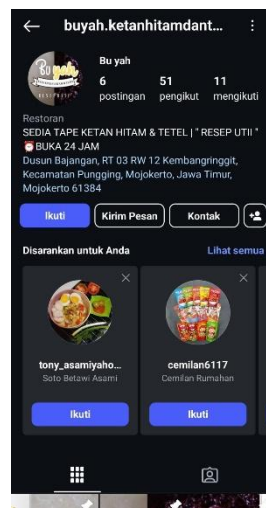 buyah.ketanhitamdant...
Bu yah
6 51 11
postingan pengikut mengikuti
Restoran
SEDIA TAPE KETAN HITAM & TETEL | " RESEP UTII "
⏰BUKA 24 JAM
Dusun Bajangan, RT 03 RW 12 Kembangringgit,
Kecamatan Pungging, Mojokerto, Jawa Timur,
Mojokerto 61384
Ikuti Kirim Pesan Kontak
Disarankan untuk Anda Lihat semua
tony_asamiyaho... cemilan6117
Soto Betawi Asami Cemilan Rumahan
Ikuti Ikuti